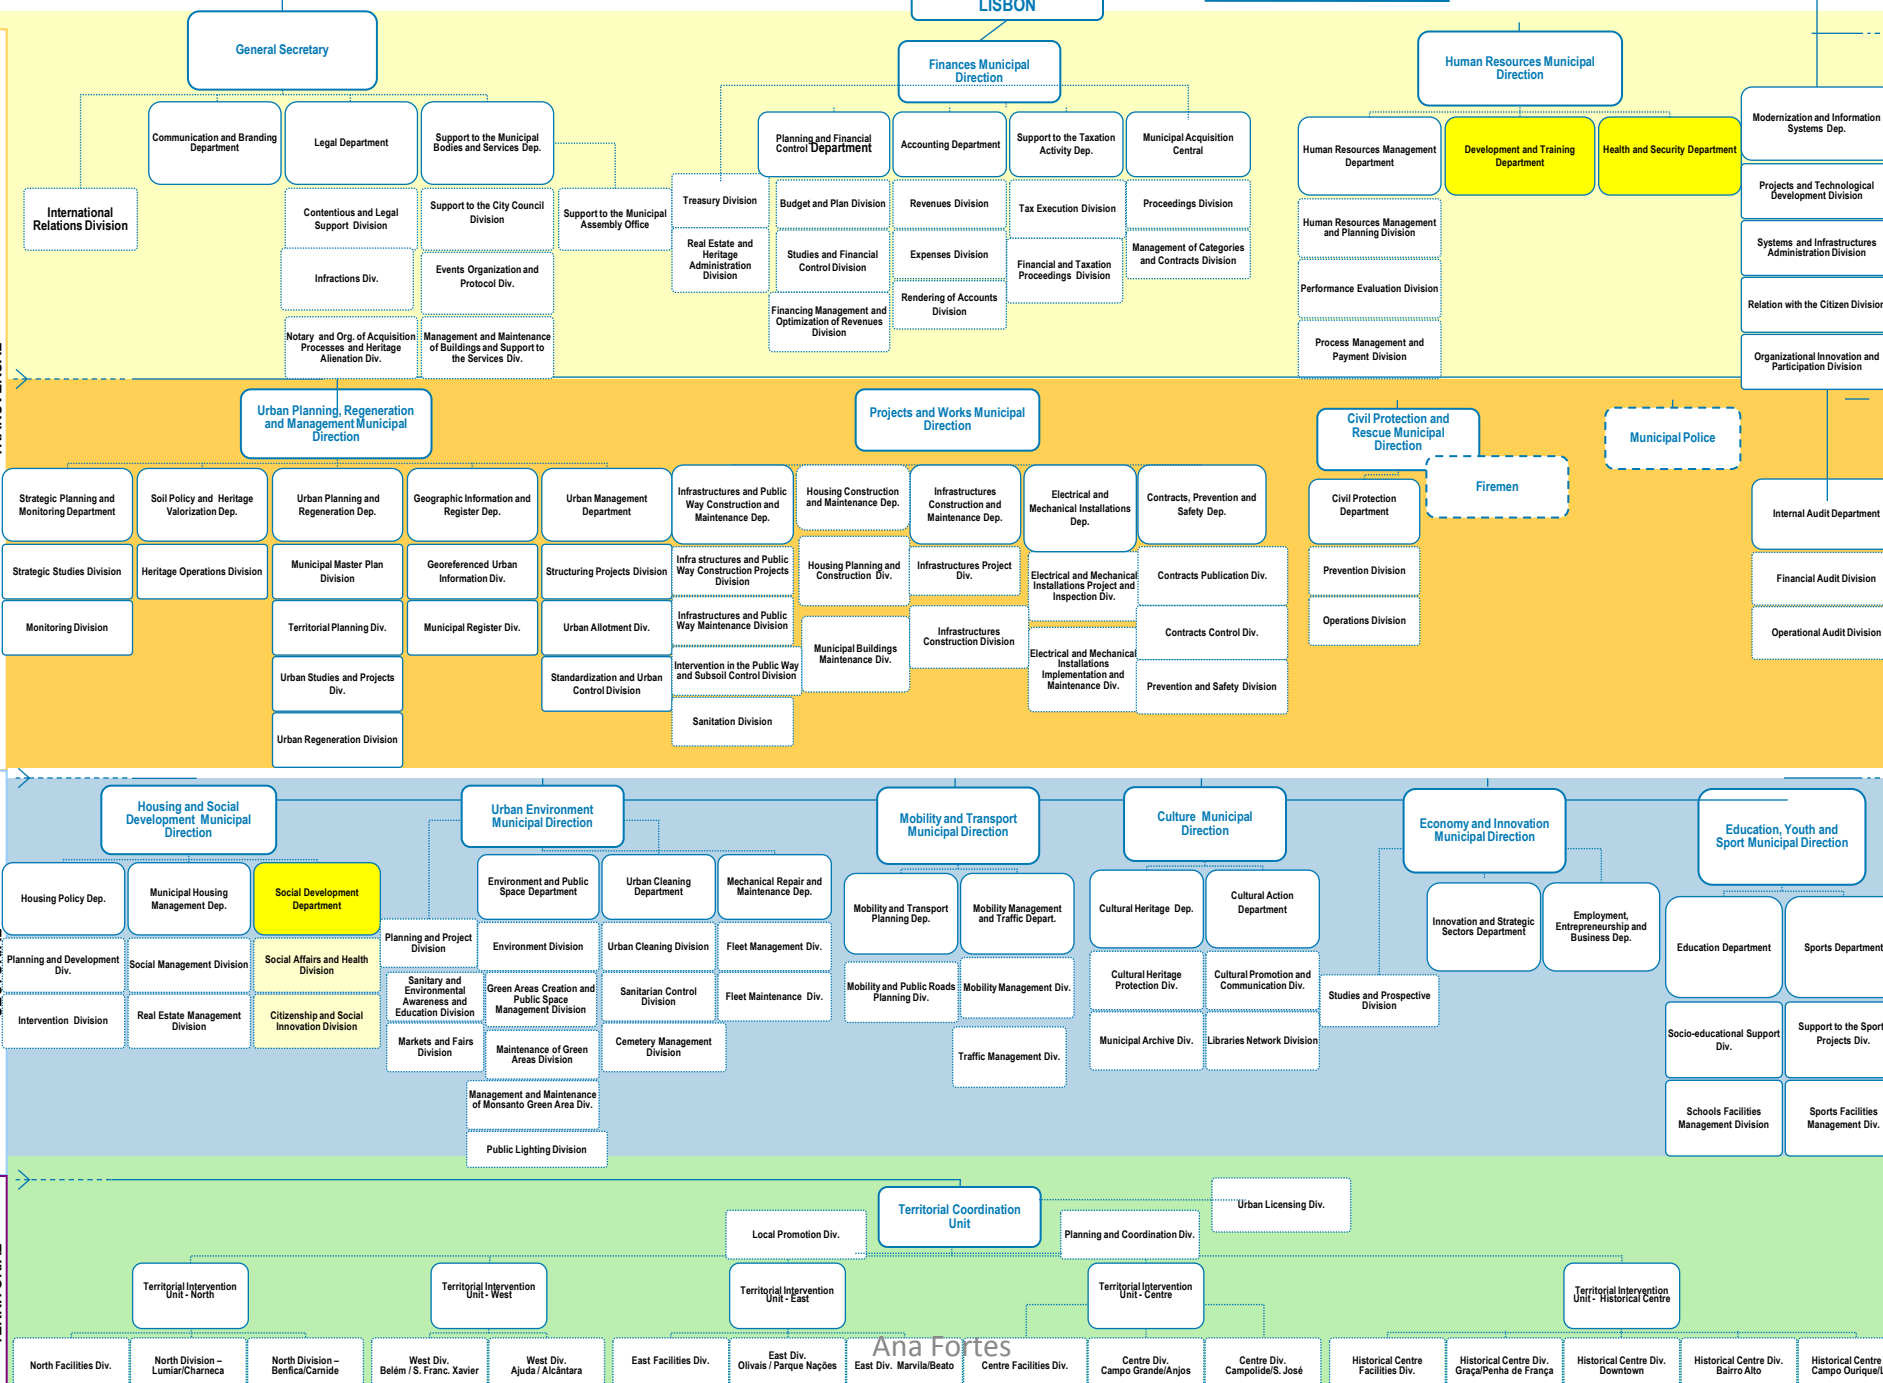 LISBON
General Secretary
Finances Municipal
Direction
Human Resources Municipal
Direction
Communication and Branding
Department
Legal Department
Support to the Municipal
Bodies and Services Dep.
Planning and Financial
Control Department
Accounting Department
Support to the Taxation
Activity Dep.
Municipal Acquisition
Central
Human Resources Management
Department
Development and Training
Department
Health and Security Department
Modernization and Information
Systems Dep.
International
Relations Division
Contentious and Legal
Support Division
Infractions Div.
Notary and Org. of Acquisition
Processes and Heritage
Alienation Div.
Support to the City Council
Division
Events Organization and
Protocol Div.
Management and Maintenance
of Buildings and Support to
the Services Div.
Support to the Municipal
Assembly Office
Treasury Division
Real Estate and
Heritage
Administration
Division
Budget and Plan Division
Studies and Financial
Control Division
Financing Management and
Optimization of Revenues
Division
Revenues Division
Expenses Division
Rendering of Accounts
Division
Tax Execution Division
Financial and Taxation
Proceedings Division
Proceedings Division
Management of Categories
and Contracts Division
Human Resources Management
and Planning Division
Performance Evaluation Division
Process Management and
Payment Division
Projects and Technological
Development Division
Systems and Infrastructures
Administration Division
Relation with the Citizen Division
Organizational Innovation and
Participation Division
Urban Planning, Regeneration
and Management Municipal
Direction
Projects and Works Municipal
Direction
Civil Protection and
Rescue Municipal
Direction
Firemen
Municipal Police
Strategic Planning and
Monitoring Department
Strategic Studies Division
Monitoring Division
Soil Policy and Heritage
Valorization Dep.
Heritage Operations Division
Urban Planning and
Regeneration Dep.
Municipal Master Plan
Division
Territorial Planning Div.
Urban Studies and Projects
Div.
Urban Regeneration Division
Geographic Information and
Register Dep.
Georeferenced Urban
Information Div.
Municipal Register Div.
Urban Management
Department
Structuring Projects Division
Urban Allotment Div.
Standardization and Urban
Control Division
Infrastructures and Public
Way Construction and
Maintenance Dep.
Infra structures and Public
Way Construction Projects
Division
Infrastructures and Public
Way Maintenance Division
Intervention in the Public Way
and Subsoil Control Division
Sanitation Division
Housing Construction
and Maintenance Dep.
Housing Planning and
Construction Div.
Municipal Buildings
Maintenance Div.
Infrastructures
Construction and
Maintenance Dep.
Infrastructures Project
Div.
Infrastructures
Construction Division
Electrical and
Mechanical Installations
Dep.
Electrical and Mechanical
Installations Project and
Inspection Div.
Electrical and Mechanical
Installations
Implementation and
Maintenance Div.
Contracts, Prevention and
Safety Dep.
Contracts Publication Div.
Contracts Control Div.
Prevention and Safety Division
Civil Protection
Department
Prevention Division
Operations Division
Internal Audit Department
Financial Audit Division
Operational Audit Division
Housing and Social
Development Municipal
Direction
Urban Environment
Municipal Direction
Mobility and Transport
Municipal Direction
Culture Municipal
Direction
Economy and Innovation
Municipal Direction
Education, Youth and
Sport Municipal Direction
Housing Policy Dep.
Planning and Development
Div.
Intervention Division
Municipal Housing
Management Dep.
Social Management Division
Real Estate Management
Division
Social Development
Department
Social Affairs and Health
Division
Citizenship and Social
Innovation Division
Planning and Project
Division
Sanitary and
Environmental
Awareness and
Education Division
Markets and Fairs
Division
Environment and Public
Space Department
Environment Division
Green Areas Creation and
Public Space
Management Division
Maintenance of Green
Areas Division
Management and Maintenance
of Monsanto Green Area Div.
Public Lighting Division
Urban Cleaning
Department
Urban Cleaning Division
Sanitarian Control
Division
Cemetery Management
Division
Mechanical Repair and
Maintenance Dep.
Fleet Management Div.
Fleet Maintenance Div.
Mobility and Transport
Planning Dep.
Mobility and Public Roads
Planning Div.
Mobility Management
and Traffic Depart.
Mobility Management Div.
Traffic Management Div.
Cultural Heritage Dep.
Cultural Heritage
Protection Div.
Municipal Archive Div.
Cultural Action
Department
Cultural Promotion and
Communication Div.
Libraries Network Division
Studies and Prospective
Division
Innovation and Strategic
Sectors Department
Employment,
Entrepreneurship and
Business Dep.
Education Department
Socio-educational Support
Div.
Schools Facilities
Management Division
Sports Department
Support to the Sport
Projects Div.
Sports Facilities
Management Div.
Territorial Coordination
Unit
Urban Licensing Div.
Local Promotion Div.
Planning and Coordination Div.
Territorial Intervention
Unit - North
Territorial Intervention
Unit - West
Territorial Intervention
Unit - East
Territorial Intervention
Unit - Centre
Territorial Intervention
Unit - Historical Centre
North Facilities Div.
North Division –
Lumiar/Charneca
North Division –
Benfica/Carnide
West Div.
Belém / S. Franc. Xavier
West Div.
Ajuda / Alcântara
East Facilities Div.
East Div.
Olivais / Parque Nações
East Div. Marvila/Beato
Centre Facilities Div.
Centre Div.
Campo Grande/Anjos
Centre Div.
Campolide/S. José
Historical Centre
Facilities Div.
Historical Centre Div.
Graça/Penha de França
Historical Centre Div.
Downtown
Historical Centre Div.
Bairro Alto
Historical Centre
Campo Ourique/
Ana Fortes